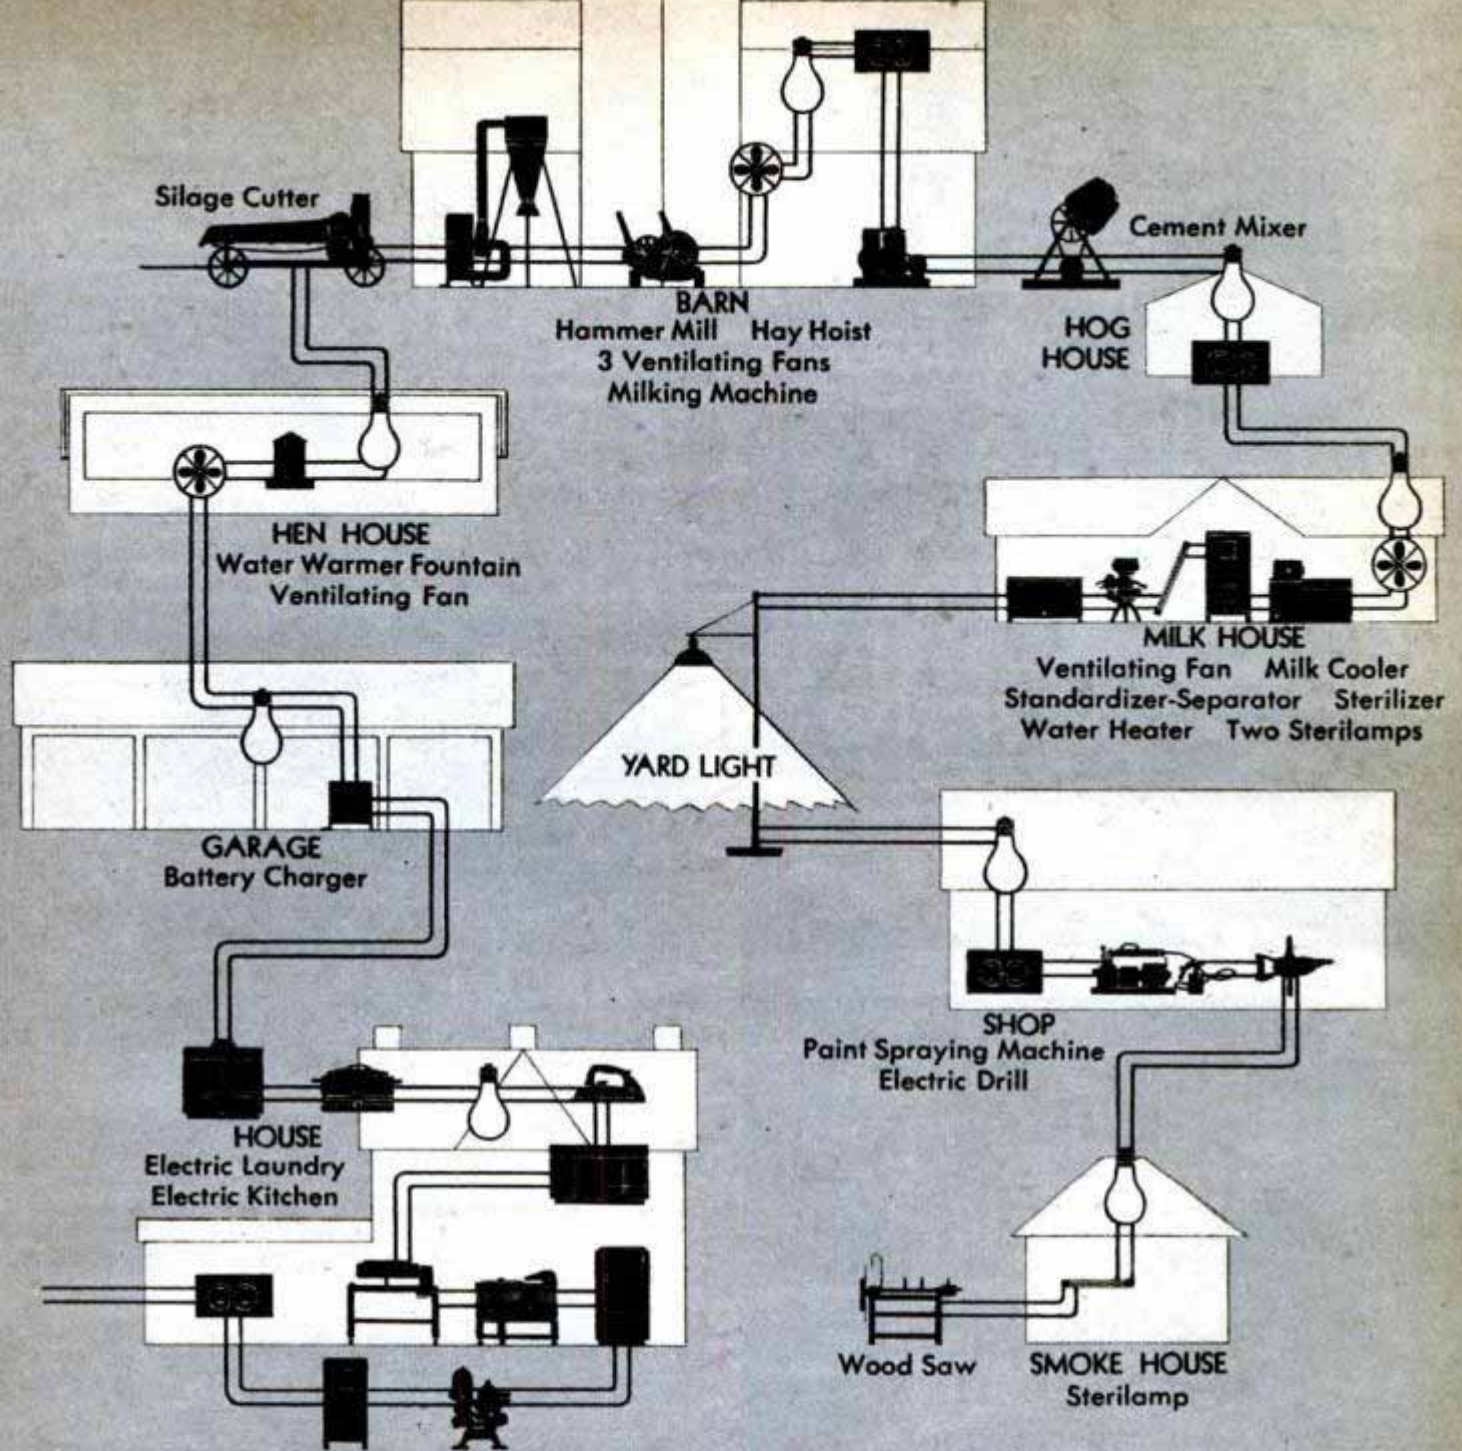 Silage Cutter
Cement Mixer
BARN
Hammer Mill Hay Hoist
3 Ventilating Fans
Milking Machine
HOG
HOUSE
HEN HOUSE
Water Warmer Fountain
Ventilating Fan
MILK HOUSE
Ventilating Fan Milk Cooler
Standardizer-Separator Sterilizer
Water Heater Two Sterilamps
YARD LIGHT
GARAGE
Battery Charger
SHOP
Paint Spraying Machine
Electric Drill
HOUSE
Electric Laundry
Electric Kitchen
Wood Saw
SMOKE HOUSE
Sterilamp